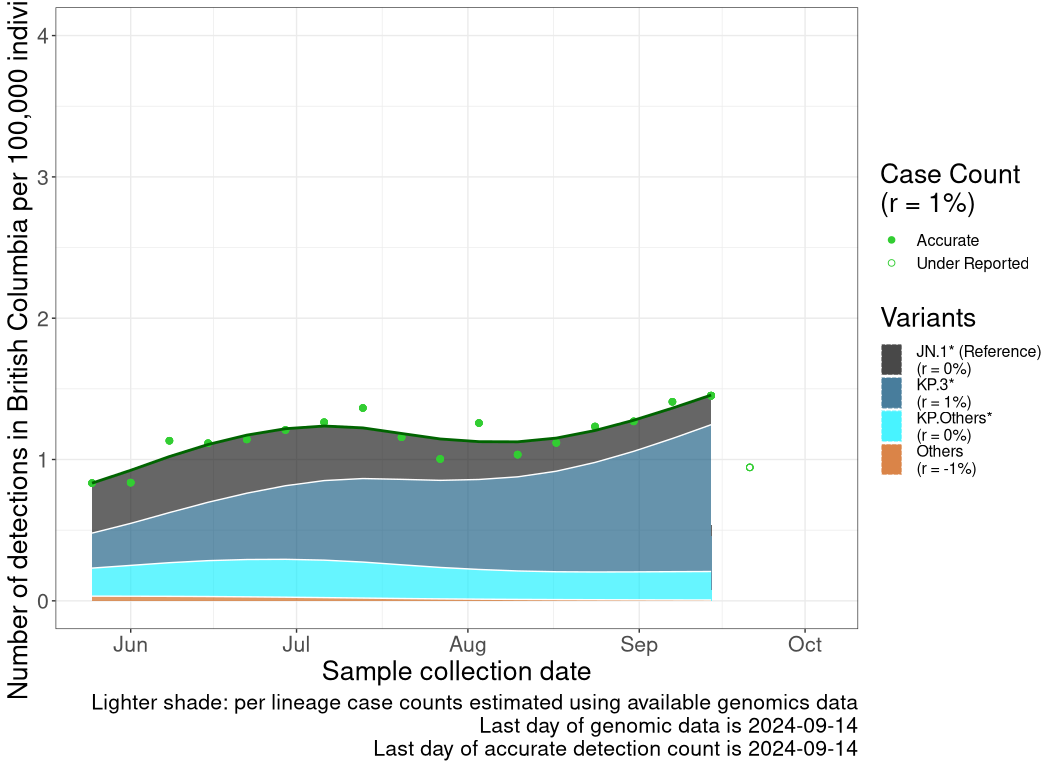 Number of detections in British Columbia per 100,000
4
3
2
1
0
Jun Jul Aug Sep Oct
Sample collection date
Lighter shade: per lineage case counts estimated using available genomics data
Last day of genomic data is 2024-09-14
Last day of accurate detection count is 2024-09-14
Case Count
(r = 1%)
Accurate
Under Reported
Variants
JN.1* (Reference)
(r = 0%)
KP.3*
(r = 1%)
KP.Others*
(r = 0%)
Others
(r = -1%)